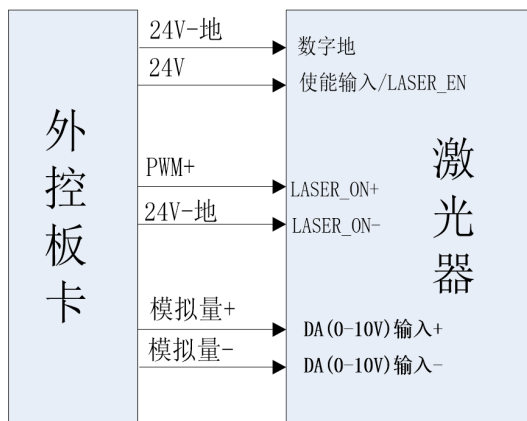 24V-地
数字地
24V
使能输入/LASER_EN
外控板卡
激光器
PWM+
LASER_ON+
24V-地
LASER_ON-
模拟量+
DA(0-10V)输入+
模拟量-
DA(0-10V)输入-